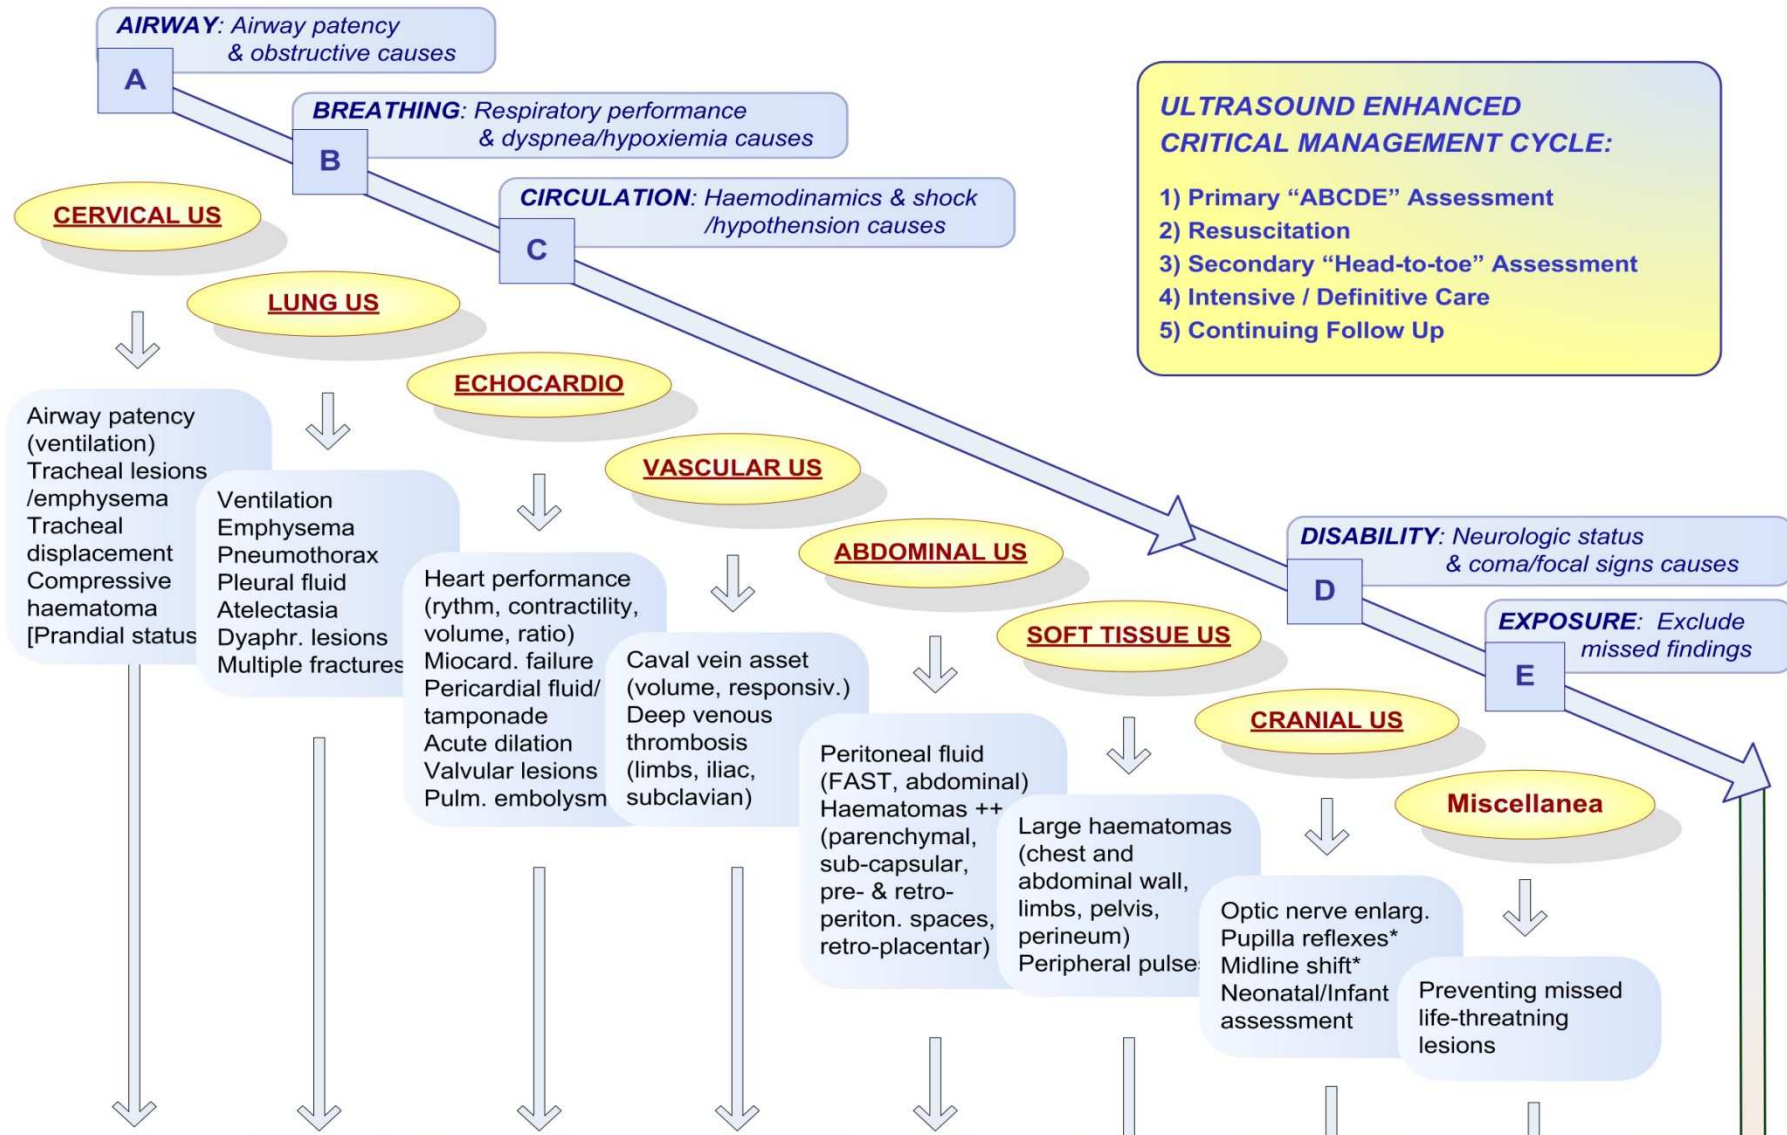 AIRWAY: Airway patency
& obstructive causes
A
BREATHING: Respiratory performance
& dyspnea/hypoxiemia causes
B
CIRCULATION: Haemodinamics & shock
/hypothension causes
C
ULTRASOUND ENHANCED
CRITICAL MANAGEMENT CYCLE:
1) Primary “ABCDE” Assessment
2) Resuscitation
3) Secondary “Head-to-toe” Assessment
4) Intensive / Definitive Care
5) Continuing Follow Up
DISABILITY: Neurologic status
& coma/focal signs causes
D
EXPOSURE: Exclude
missed findings
E
CERVICAL US
Airway patency
(ventilation)
Tracheal lesions
/emphysema
Tracheal
displacement
Compressive
haematoma
[Prandial status
LUNG US
Ventilation
Emphysema
Pneumothorax
Pleural fluid
Atelectasia
Dyaphr. lesions
Multiple fractures
ECHOCARDIO
Heart performance
(rythm, contractility,
volume, ratio)
Miocard. failure
Pericardial fluid/
tamponade
Acute dilation
Valvular lesions
Pulm. embolysm
VASCULAR US
Caval vein asset
(volume, responsiv.)
Deep venous
thrombosis
(limbs, iliac,
subclavian)
ABDOMINAL US
Peritoneal fluid
(FAST, abdominal)
Haematomas ++
(parenchymal,
sub-capsular,
pre- & retro-
periton. spaces,
retro-placentar)
SOFT TISSUE US
Large haematomas
(chest and
abdominal wall,
limbs, pelvis,
perineum)
Peripheral pulses
CRANIAL US
Optic nerve enlarg.
Pupilla reflexes*
Midline shift*
Neonatal/Infant
assessment
Miscellanea
Preventing missed
life-threatning
lesions